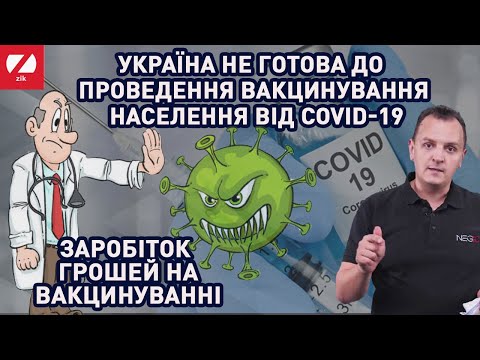 zik
УКРАЇНА НЕ ГОТОВА ДО
ПРОВЕДЕННЯ ВАКЦИНУВАННЯ
НАСЕЛЕННЯ ВІД COVID-19
COVID
19
ЗАРОБІТОК
ГРОШЕЙ НА
ВАКЦИНУВАННІ